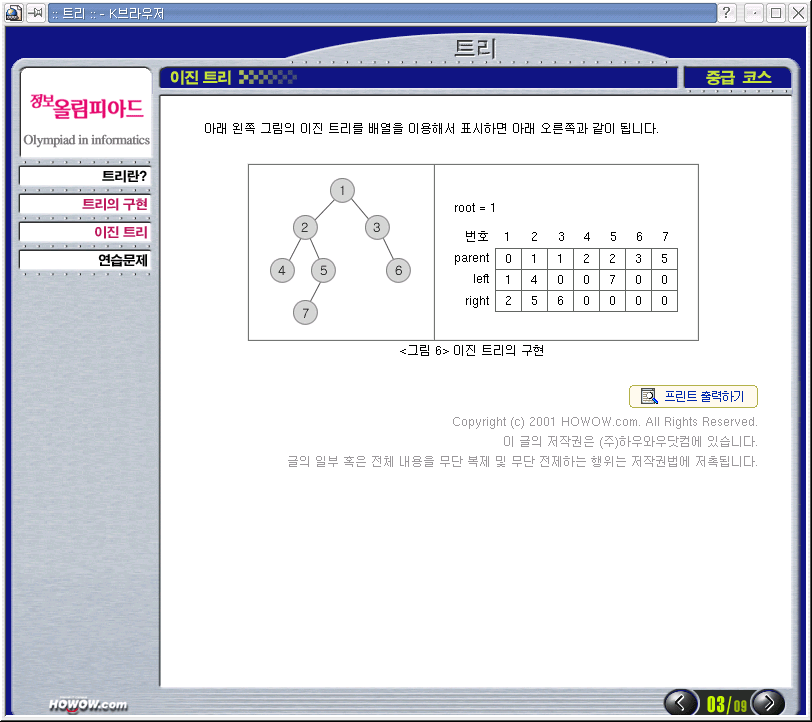 :: 트리 :: - K브라우저
트리
이진 트리
중급 코스
정보올림피아드
Olympiad in informatics
트리란?
트리의 구현
이진 트리
연습문제
아래 왼쪽 그림의 이진 트리를 배열을 이용해서 표시하면 아래 오른쪽과 같이 됩니다.
1
2 3
4 5 6
7
root = 1
번호 1 2 3 4 5 6 7
parent 0 1 1 2 2 3 5
left 1 4 0 0 7 0 0
right 2 5 6 0 0 0 0
<그림 6> 이진 트리의 구현
프린트 출력하기
Copyright (c) 2001 HOWOW.com. All Rights Reserved.
이 글의 저작권은 (주)하우와우닷컴에 있습니다.
글의 일부 혹은 전체 내용을 무단 복제 및 무단 전제하는 행위는 저작권법에 저촉됩니다.
HOWOW.com
03/09